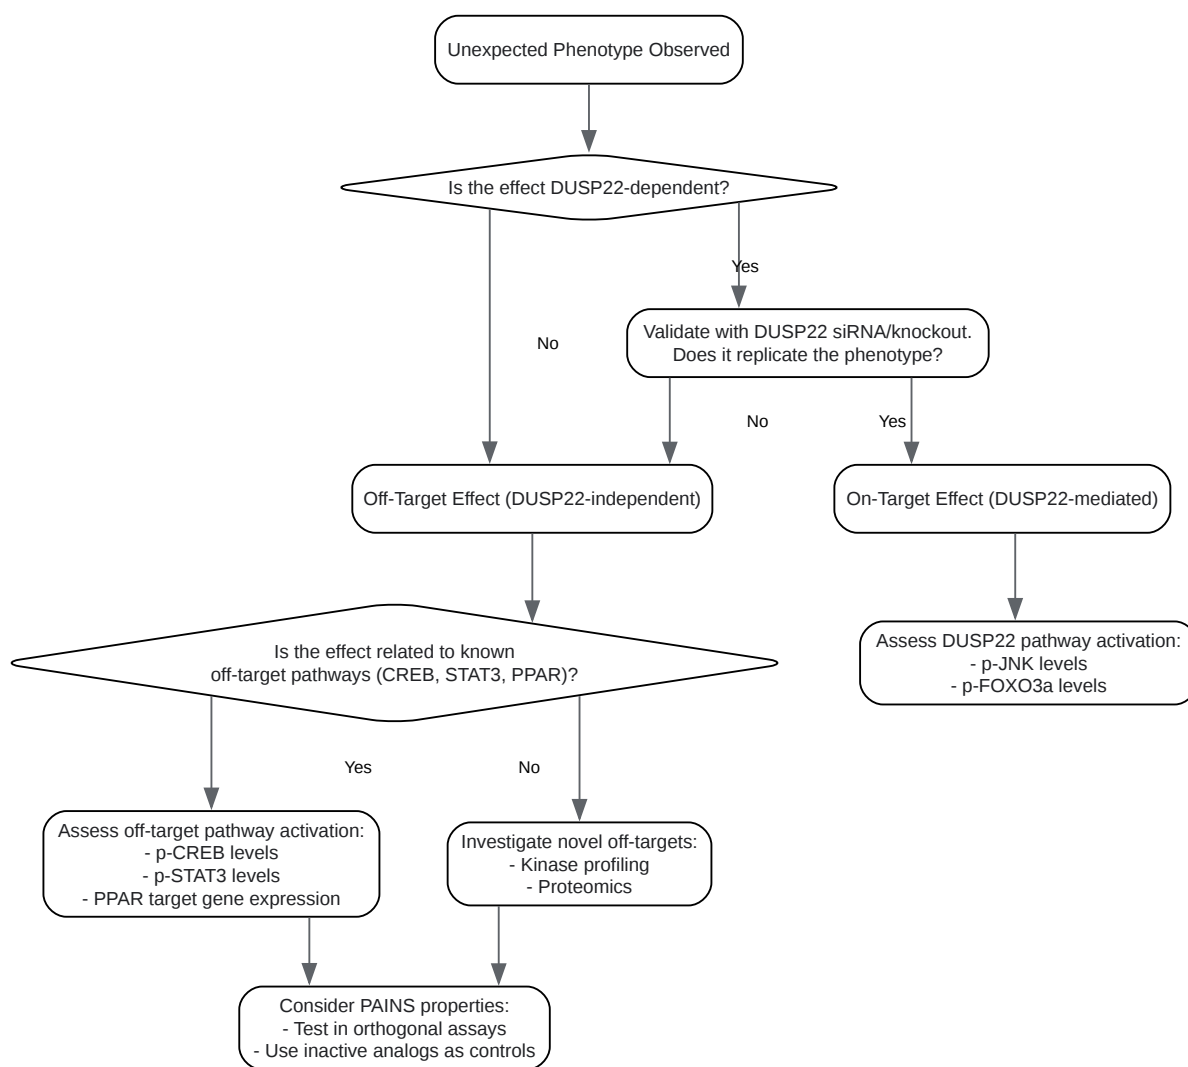 Unexpected Phenotype Observed
Is the effect DUSP22-dependent?
Yes
Validate with DUSP22 siRNA/knockout.
Does it replicate the phenotype?
No
No
Yes
Off-Target Effect (DUSP22-independent)
On-Target Effect (DUSP22-mediated)
Is the effect related to known
off-target pathways (CREB, STAT3, PPAR)?
Assess DUSP22 pathway activation:
- p-JNK levels
- p-FOXO3a levels
Yes
No
Assess off-target pathway activation:
- p-CREB levels
- p-STAT3 levels
- PPAR target gene expression
Investigate novel off-targets:
- Kinase profiling
- Proteomics
Consider PAINS properties:
- Test in orthogonal assays
- Use inactive analogs as controls